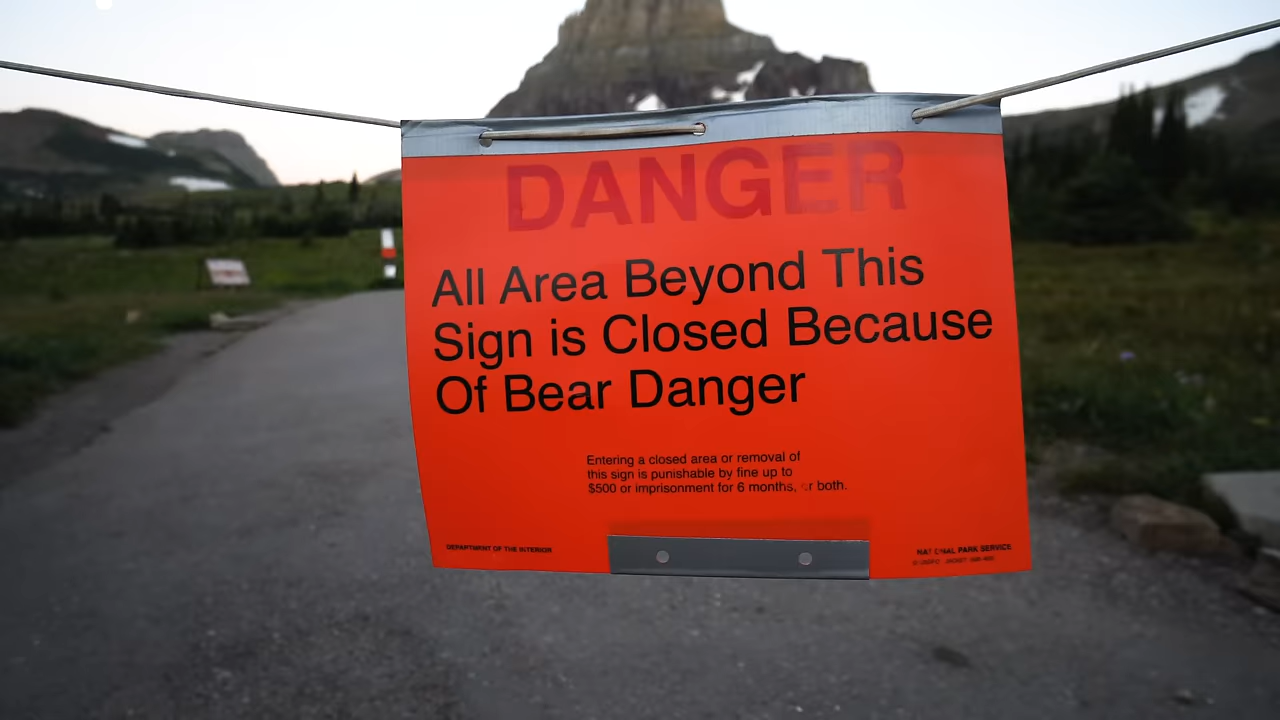 DANGER
All Area Beyond This
Sign is Closed Because
Of Bear Danger
Entering a closed area or removal of
this sign is punishable by fine up to
$500 or imprisonment for 6 months, or both.
DEPARTMENT OF THE INTERIOR
NATIONAL PARK SERVICE